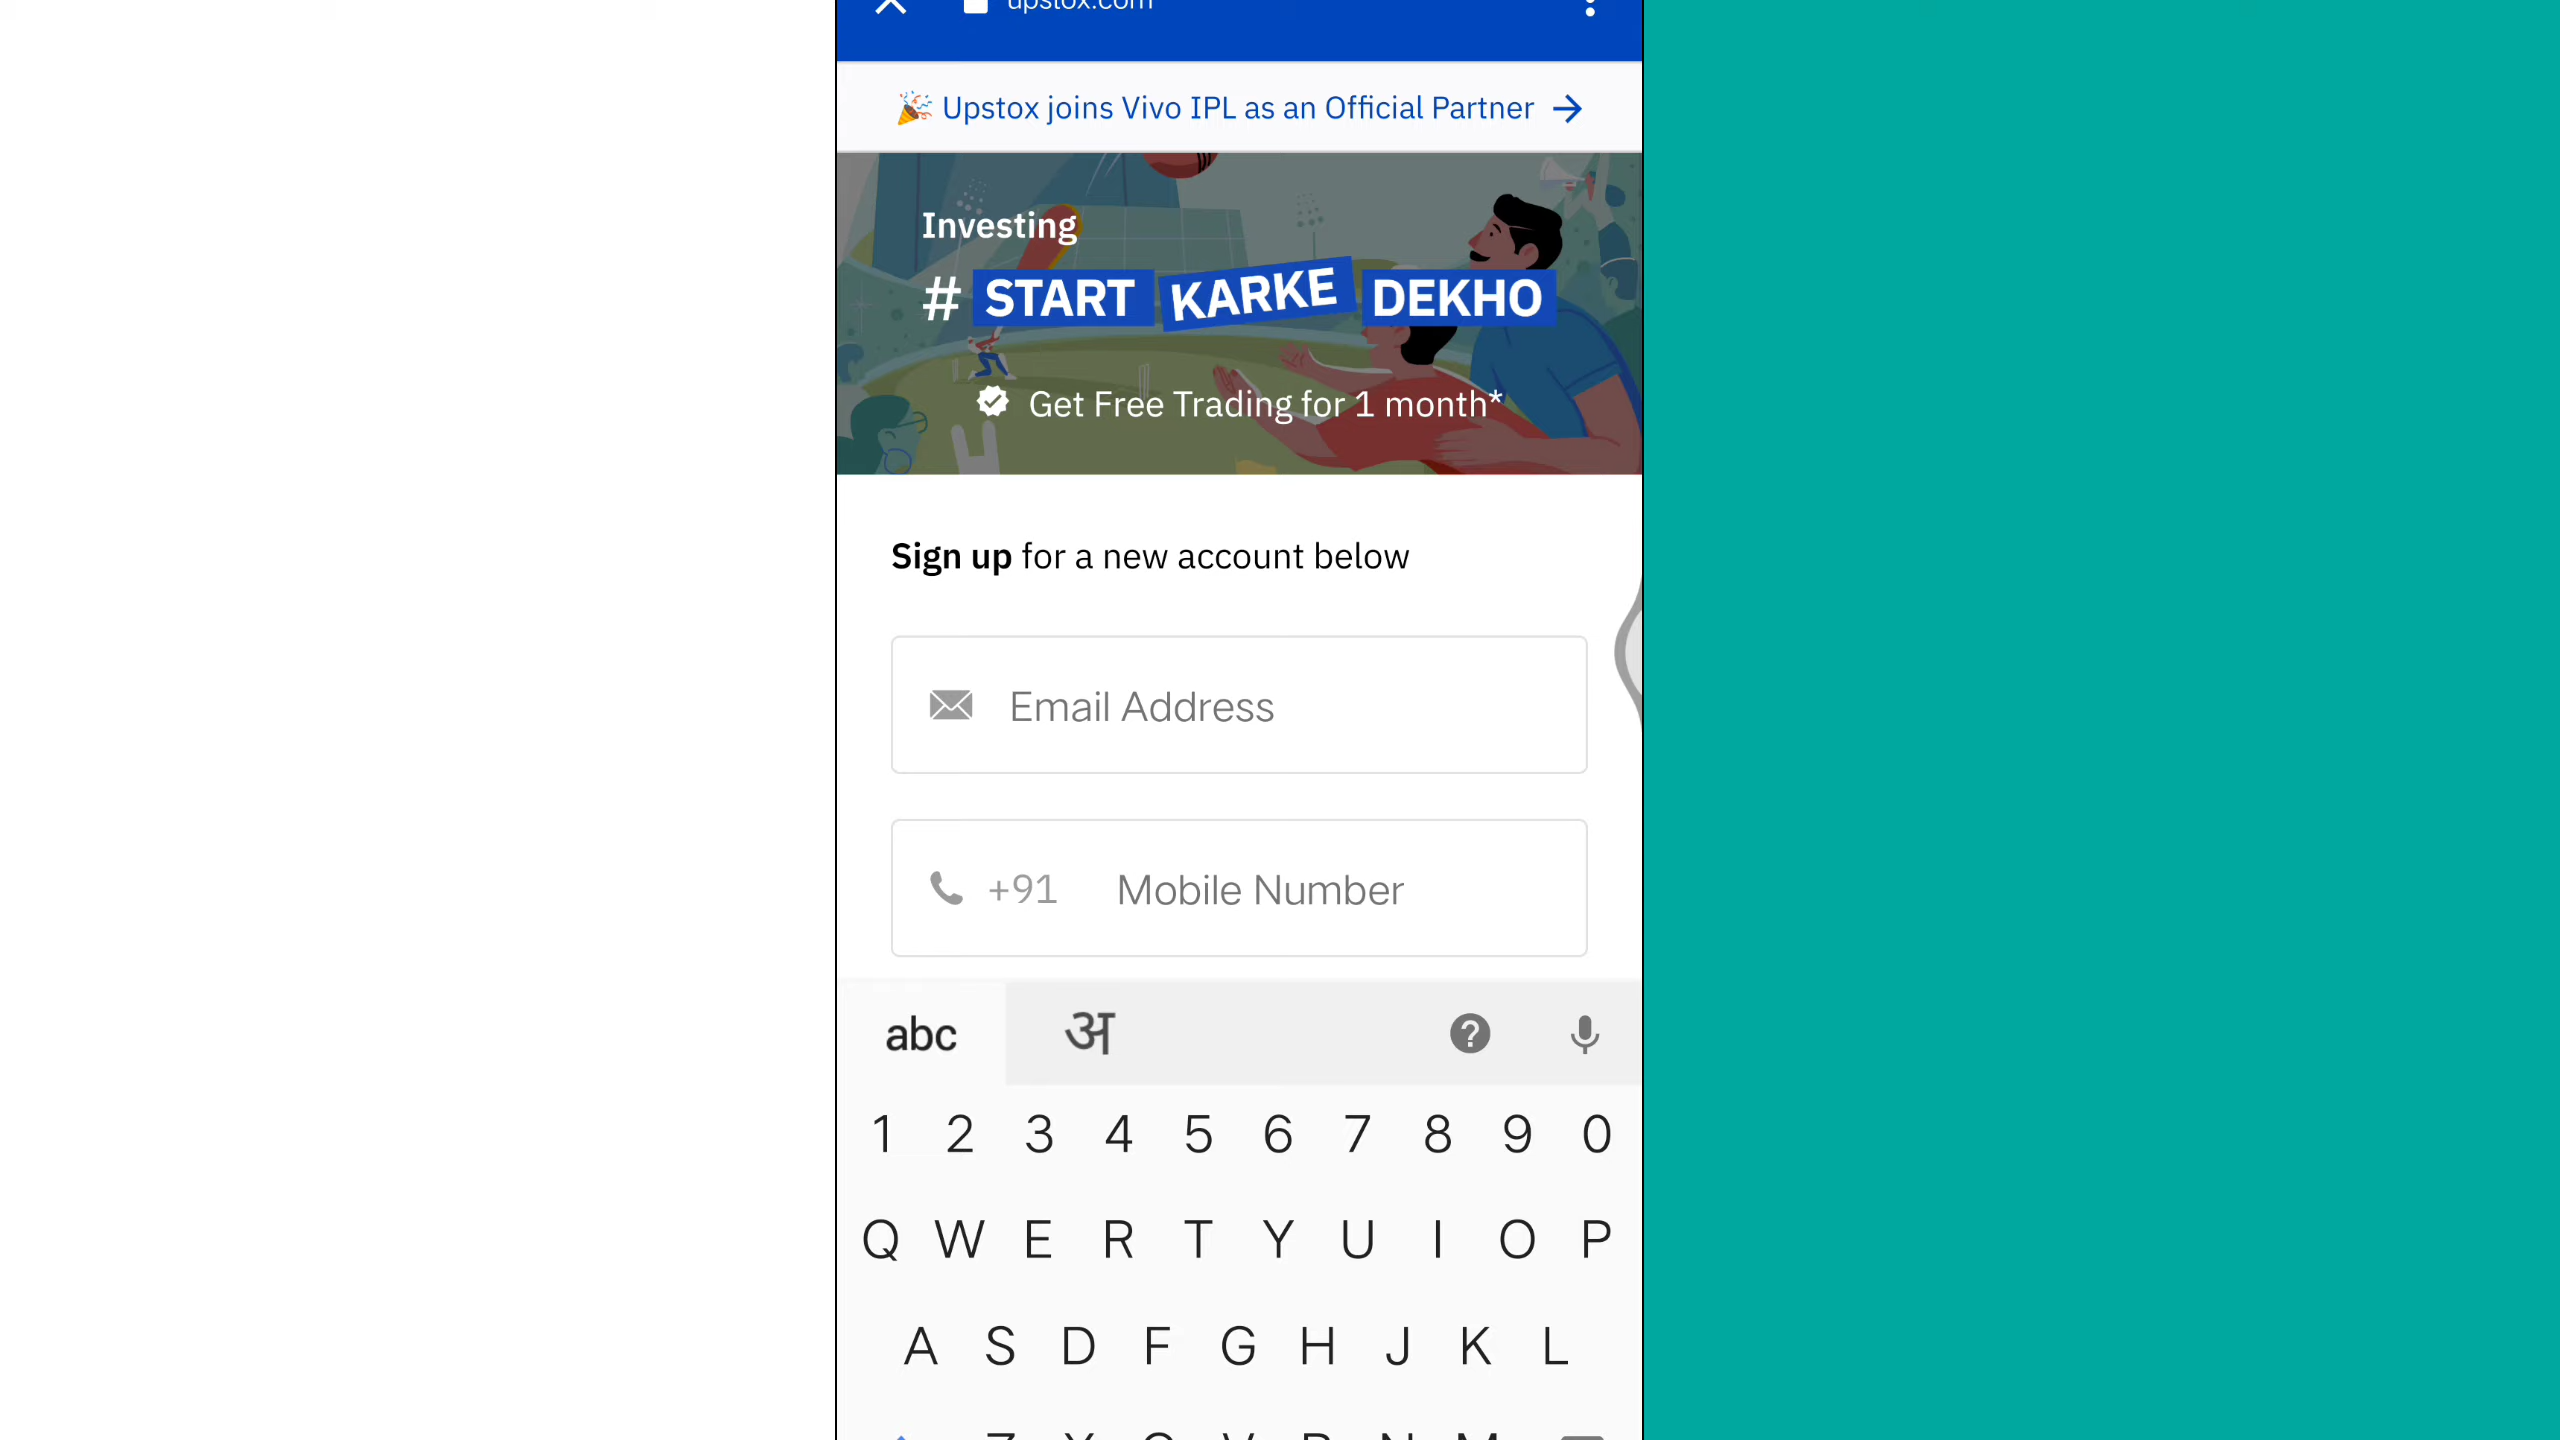 upstox.com
🎉 Upstox joins Vivo IPL as an Official Partner →
Investing
# START KARKE DEKHO
Get Free Trading for 1 month*
Sign up for a new account below
Email Address
+91 Mobile Number
abc अ
1 2 3 4 5 6 7 8 9 0
Q W E R T Y U I O P
A S D F G H J K L
Z X C V B N M